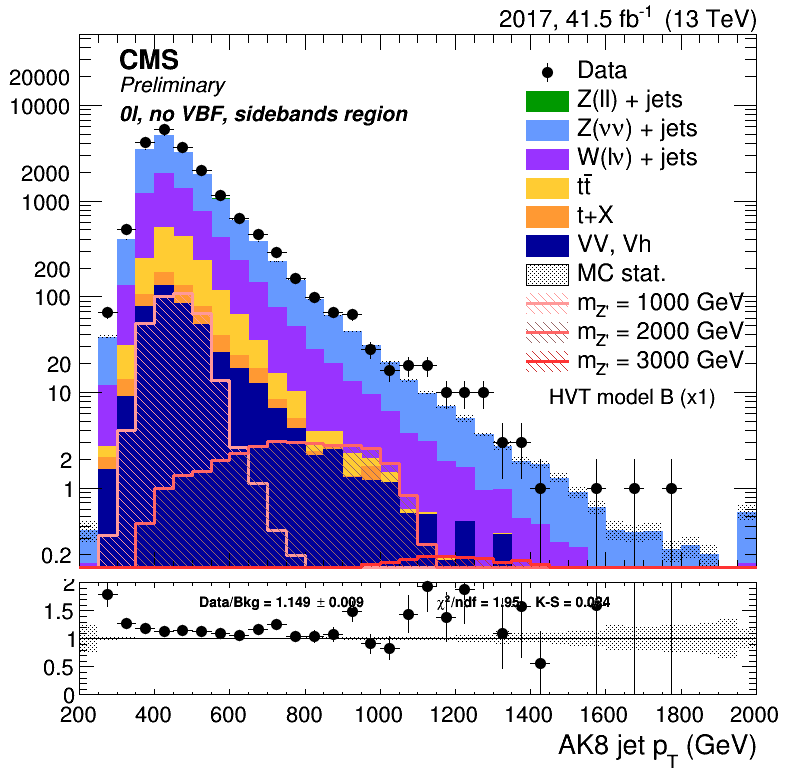 2017, 41.5 fb⁻¹ (13 TeV)
CMS
Preliminary
0l, no VBF, sidebands region
Data
Z(ll) + jets
Z(νν) + jets
W(lν) + jets
tt̄
t+X
VV, Vh
MC stat.
m_Z' = 1000 GeV
m_Z' = 2000 GeV
m_Z' = 3000 GeV
HVT model B (x1)
20000
10000
2000
1000
200
100
20
10
2
1
0.2
Data/Bkg = 1.149 ± 0.009 χ²/ndf = 1.95 K-S = 0.084
2
1.5
1
0.5
0
200 400 600 800 1000 1200 1400 1600 1800 2000
AK8 jet p_T (GeV)